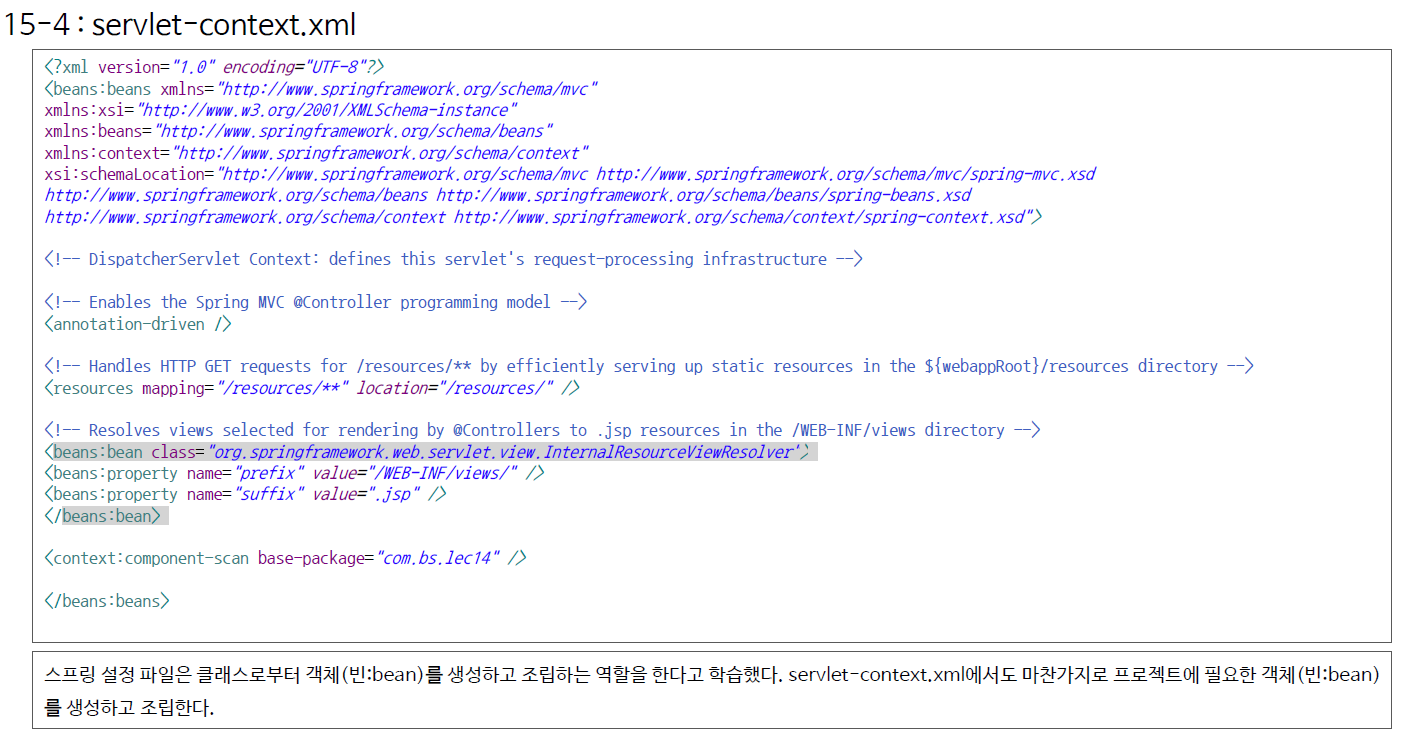 15-4 : servlet-context.xml
<?xml version="1.0" encoding="UTF-8"?>
<beans:beans xmlns="http://www.springframework.org/schema/mvc"
xmlns:xsi="http://www.w3.org/2001/XMLSchema-instance"
xmlns:beans="http://www.springframework.org/schema/beans"
xmlns:context="http://www.springframework.org/schema/context"
xsi:schemaLocation="http://www.springframework.org/schema/mvc http://www.springframework.org/schema/mvc/spring-mvc.xsd
http://www.springframework.org/schema/beans http://www.springframework.org/schema/beans/spring-beans.xsd
http://www.springframework.org/schema/context http://www.springframework.org/schema/context/spring-context.xsd">
<!-- DispatcherServlet Context: defines this servlet's request-processing infrastructure -->
<!-- Enables the Spring MVC @Controller programming model -->
<annotation-driven />
<!-- Handles HTTP GET requests for /resources/** by efficiently serving up static resources in the ${webappRoot}/resources directory -->
<resources mapping="/resources/**" location="/resources/" />
<!-- Resolves views selected for rendering by @Controllers to .jsp resources in the /WEB-INF/views directory -->
<beans:bean class="org.springframework.web.servlet.view.InternalResourceViewResolver">
<beans:property name="prefix" value="/WEB-INF/views/" />
<beans:property name="suffix" value=".jsp" />
</beans:bean>
<context:component-scan base-package="com.bs.lec14" />
</beans:beans>
스프링 설정 파일은 클래스로부터 객체(빈:bean)를 생성하고 조립하는 역할을 한다고 학습했다. servlet-context.xml에서도 마찬가지로 프로젝트에 필요한 객체(빈:bean)
를 생성하고 조립한다.